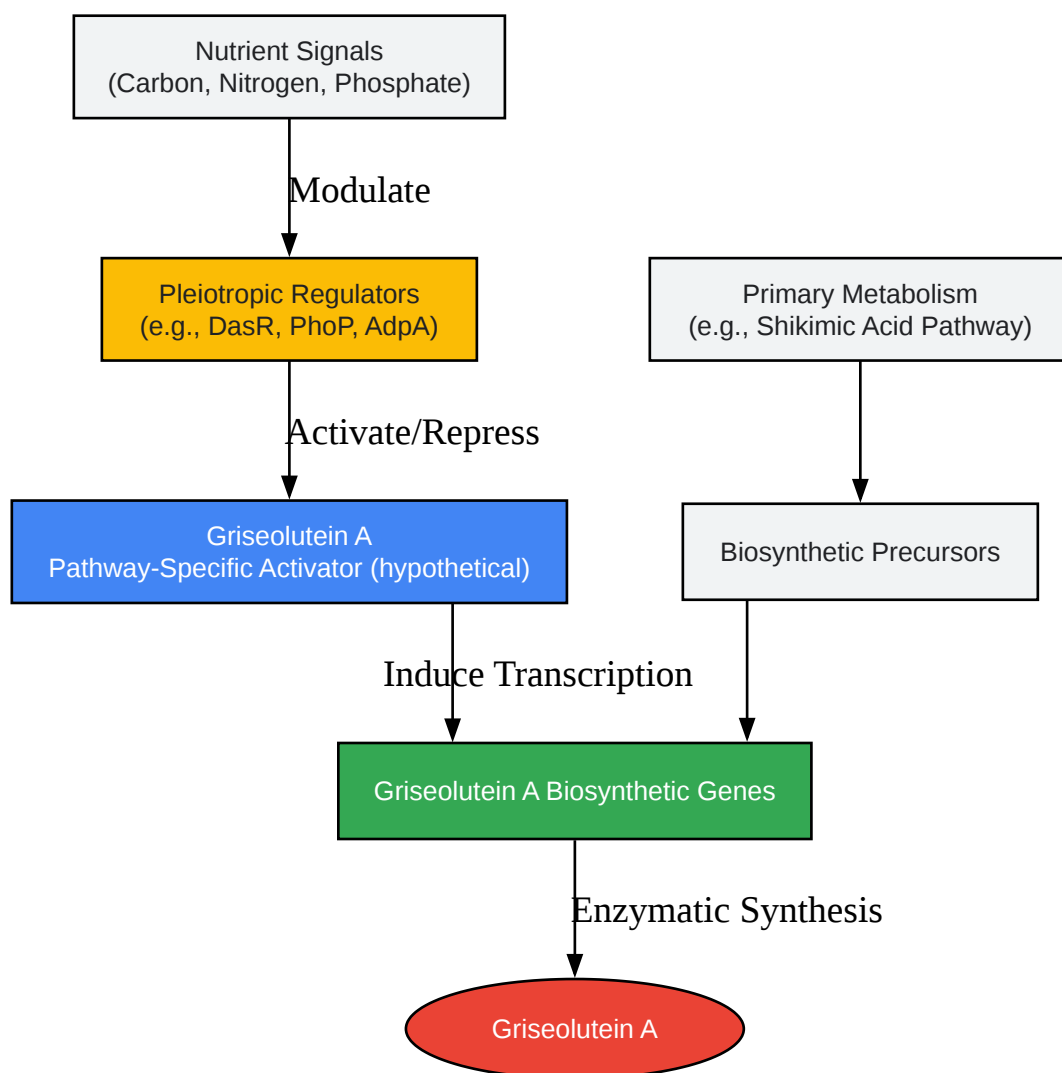 Nutrient Signals
(Carbon, Nitrogen, Phosphate)
Modulate
Pleiotropic Regulators
(e.g., DasR, PhoP, AdpA)
Primary Metabolism
(e.g., Shikimic Acid Pathway)
Activate/Repress
Griseolutein A
Pathway-Specific Activator (hypothetical)
Biosynthetic Precursors
Induce Transcription
Griseolutein A Biosynthetic Genes
Enzymatic Synthesis
Griseolutein A